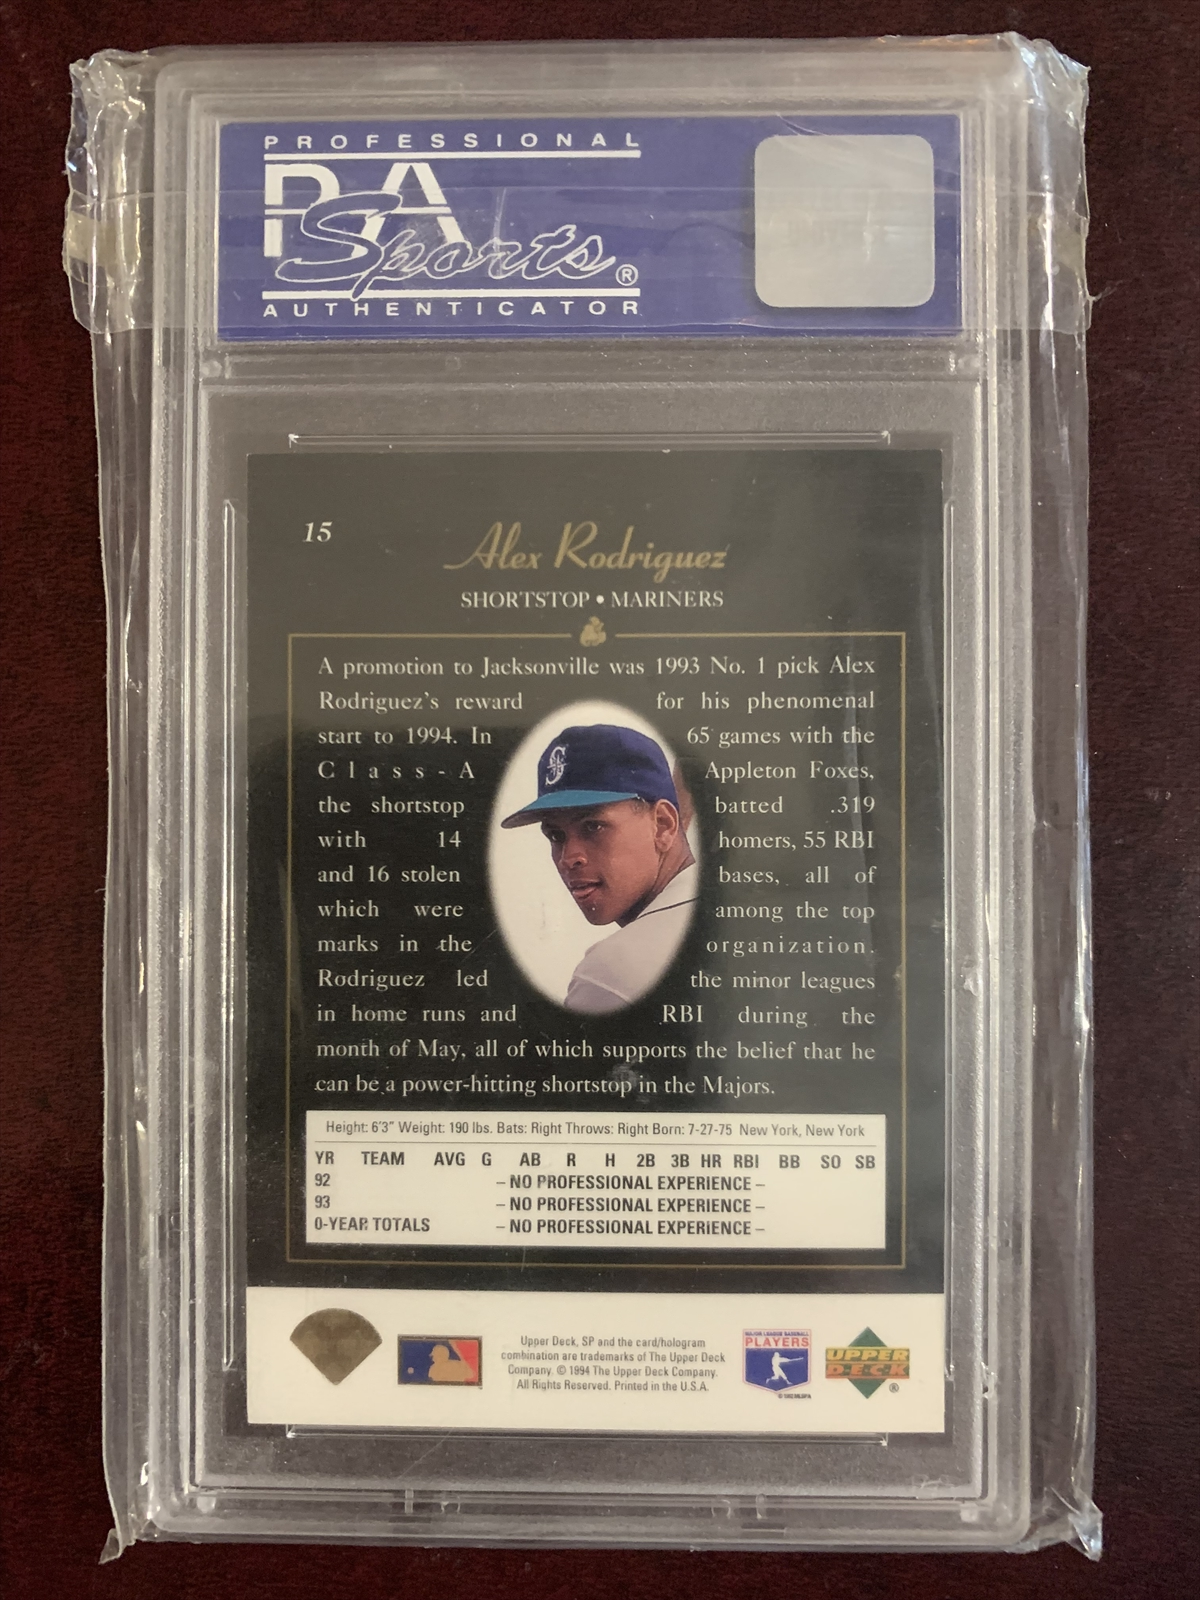 PROFESSIONAL
PSA
Sports®
AUTHENTICATOR
15
Alex Rodriguez
SHORTSTOP • MARINERS
A promotion to Jacksonville was 1993 No. 1 pick Alex
Rodriguez's reward for his phenomenal
start to 1994. In 65 games with the
Class-A Appleton Foxes,
the shortstop batted .319
with 14 homers, 55 RBI
and 16 stolen bases, all of
which were among the top
marks in the organization.
Rodriguez led the minor leagues
in home runs and RBI during the
month of May, all of which supports the belief that he
can be a power-hitting shortstop in the Majors.
Height: 6'3" Weight: 190 lbs. Bats: Right Throws: Right Born: 7-27-75 New York, New York
YR TEAM AVG G AB R H 2B 3B HR RBI BB SO SB
92 – NO PROFESSIONAL EXPERIENCE –
93 – NO PROFESSIONAL EXPERIENCE –
0-YEAR TOTALS – NO PROFESSIONAL EXPERIENCE –
Upper Deck, SP and the card/hologram
combination are trademarks of The Upper Deck
Company. © 1994 The Upper Deck Company.
All Rights Reserved. Printed in the U.S.A.
MAJOR LEAGUE BASEBALL
PLAYERS
UPPER
DECK
®